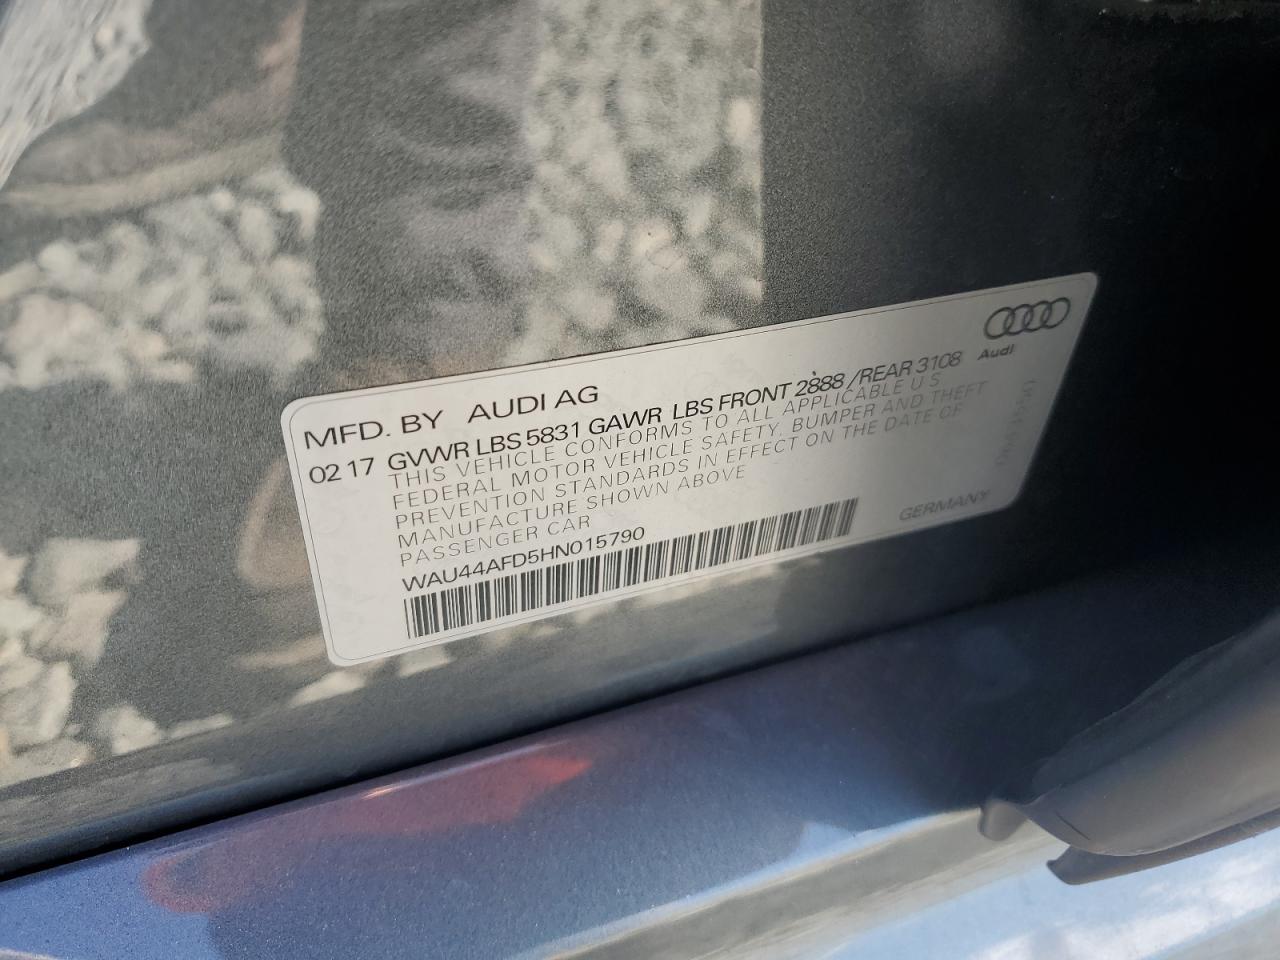 MFD. BY AUDI AG
02 17 GVWR LBS 5831 GAWR LBS FRONT 2888 /REAR 3108
THIS VEHICLE CONFORMS TO ALL APPLICABLE U S
FEDERAL MOTOR VEHICLE SAFETY, BUMPER AND THEFT
PREVENTION STANDARDS IN EFFECT ON THE DATE OF
MANUFACTURE SHOWN ABOVE
PASSENGER CAR
WAU44AFD5HN015790
GERMANY
Audi